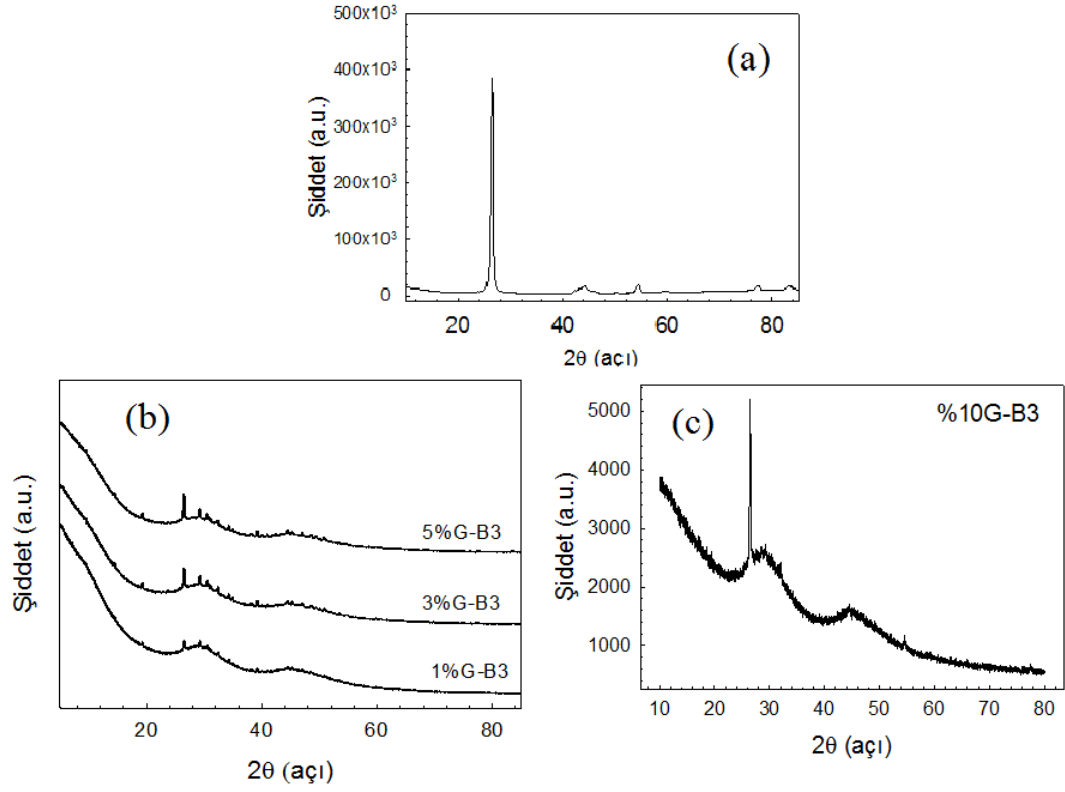 500x10³
400x10³
300x10³
200x10³
100x10³
0
Şiddet (a.u.)
(a)
20 40 60 80
2θ (açı)
(b)
Şiddet (a.u.)
5%G-B3
3%G-B3
1%G-B3
20 40 60 80
2θ (açı)
(c)
%10G-B3
5000
4000
3000
2000
1000
Şiddet (a.u.)
10 20 30 40 50 60 70 80
2θ (açı)